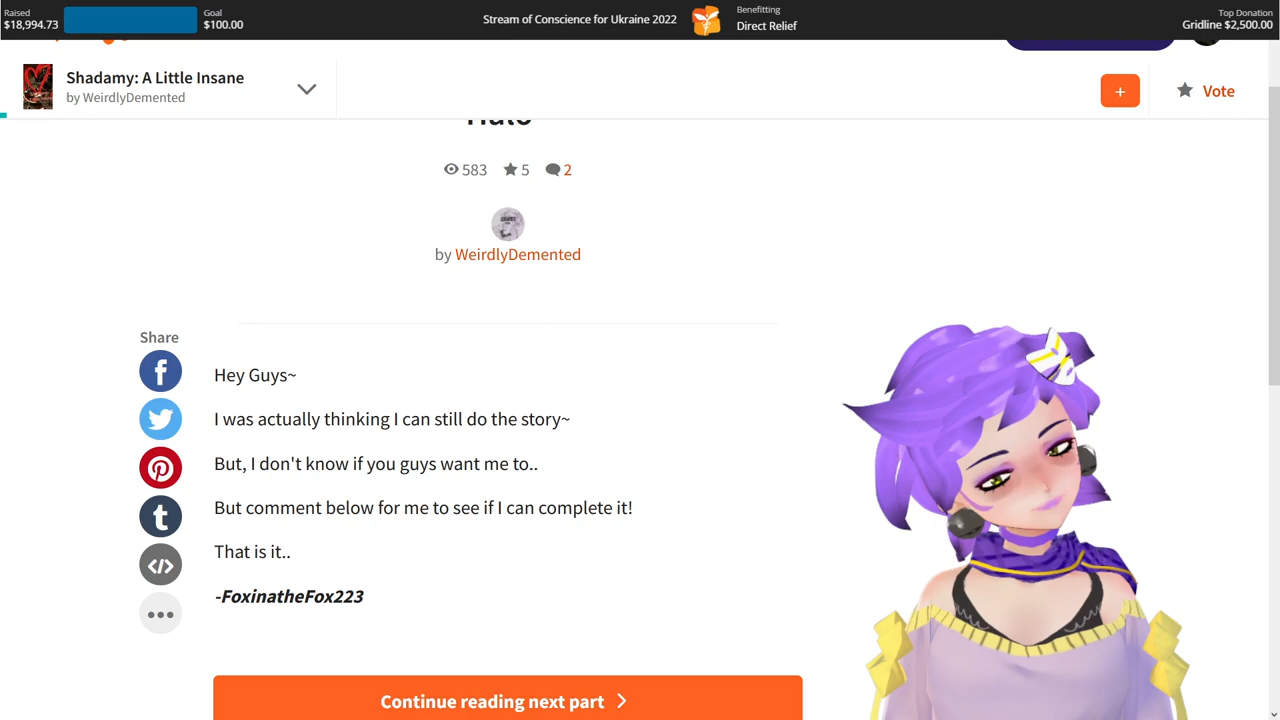 Raised
$18,994.73
Goal
$100.00
Stream of Conscience for Ukraine 2022
Benefitting
Direct Relief
Top Donation
Gridline $2,500.00
Shadamy: A Little Insane
by WeirdlyDemented
+
Vote
583
5
2
by WeirdlyDemented
Share
Hey Guys~
I was actually thinking I can still do the story~
But, I don't know if you guys want me to..
But comment below for me to see if I can complete it!
That is it..
-FoxinatheFox223
Continue reading next part